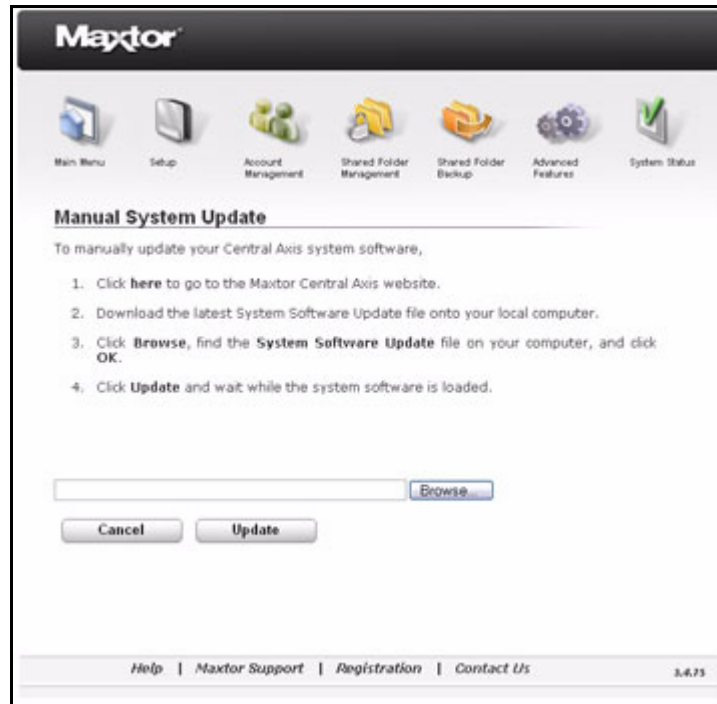 Maxtor
Main Menu
Setup
Account
Management
Shared Folder
Management
Shared Folder
Backup
Advanced
Features
System Status
Manual System Update
To manually update your Central Axis system software,
1. Click here to go to the Maxtor Central Axis website.
2. Download the latest System Software Update file onto your local computer.
3. Click Browse, find the System Software Update file on your computer, and click
OK.
4. Click Update and wait while the system software is loaded.
Browse...
Cancel Update
Help | Maxtor Support | Registration | Contact Us
3.4.73